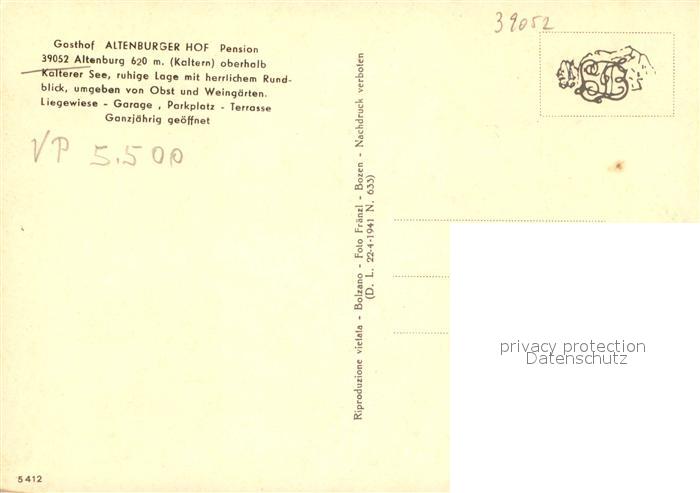 39052
Gasthof ALTENBURGER HOF Pension
39052 Altenburg 620 m. (Kaltern) oberhalb
Kalterer See, ruhige Lage mit herrlichem Rund-
blick, umgeben von Obst und Weingärten.
Liegewiese - Garage , Parkplatz - Terrasse
Ganzjährig geöffnet
VP 5.500
Riproduzione vietata - Bolzano - Foto Fränzl - Bozen - Nachdruck verboten
(D. L. 22-4-1941 N. 633)
privacy protection
Datenschutz
5412